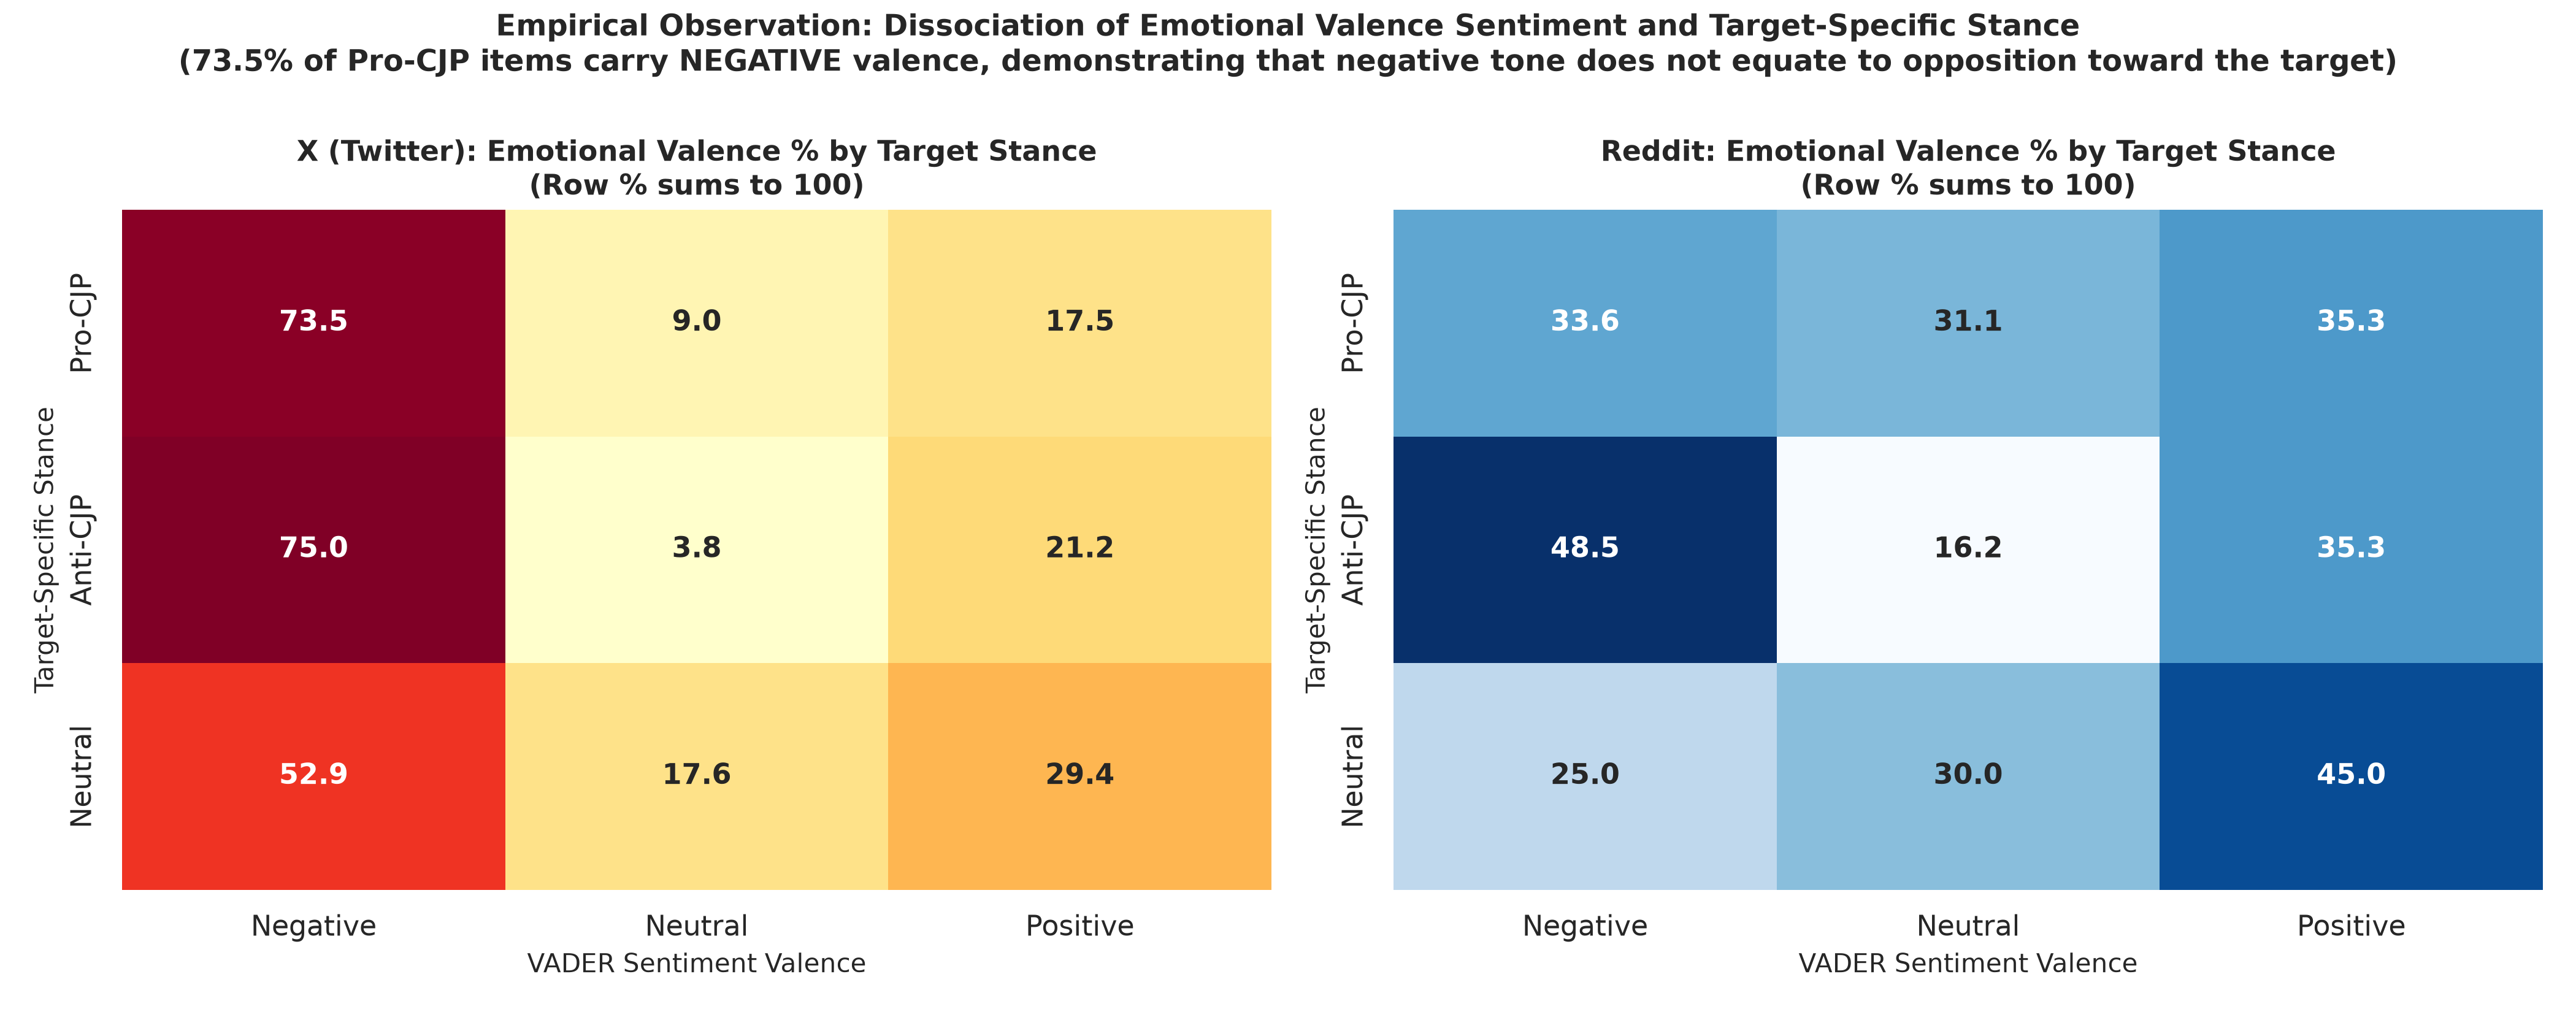 Empirical Observation: Dissociation of Emotional Valence Sentiment and Target-Specific Stance
(73.5% of Pro-CJP items carry NEGATIVE valence, demonstrating that negative tone does not equate to opposition toward the target)
X (Twitter): Emotional Valence % by Target Stance
(Row % sums to 100)
Target-Specific Stance
Pro-CJP
73.5
9.0
17.5
Anti-CJP
75.0
3.8
21.2
Neutral
52.9
17.6
29.4
Negative
Neutral
Positive
VADER Sentiment Valence
Reddit: Emotional Valence % by Target Stance
(Row % sums to 100)
Target-Specific Stance
Pro-CJP
33.6
31.1
35.3
Anti-CJP
48.5
16.2
35.3
Neutral
25.0
30.0
45.0
Negative
Neutral
Positive
VADER Sentiment Valence